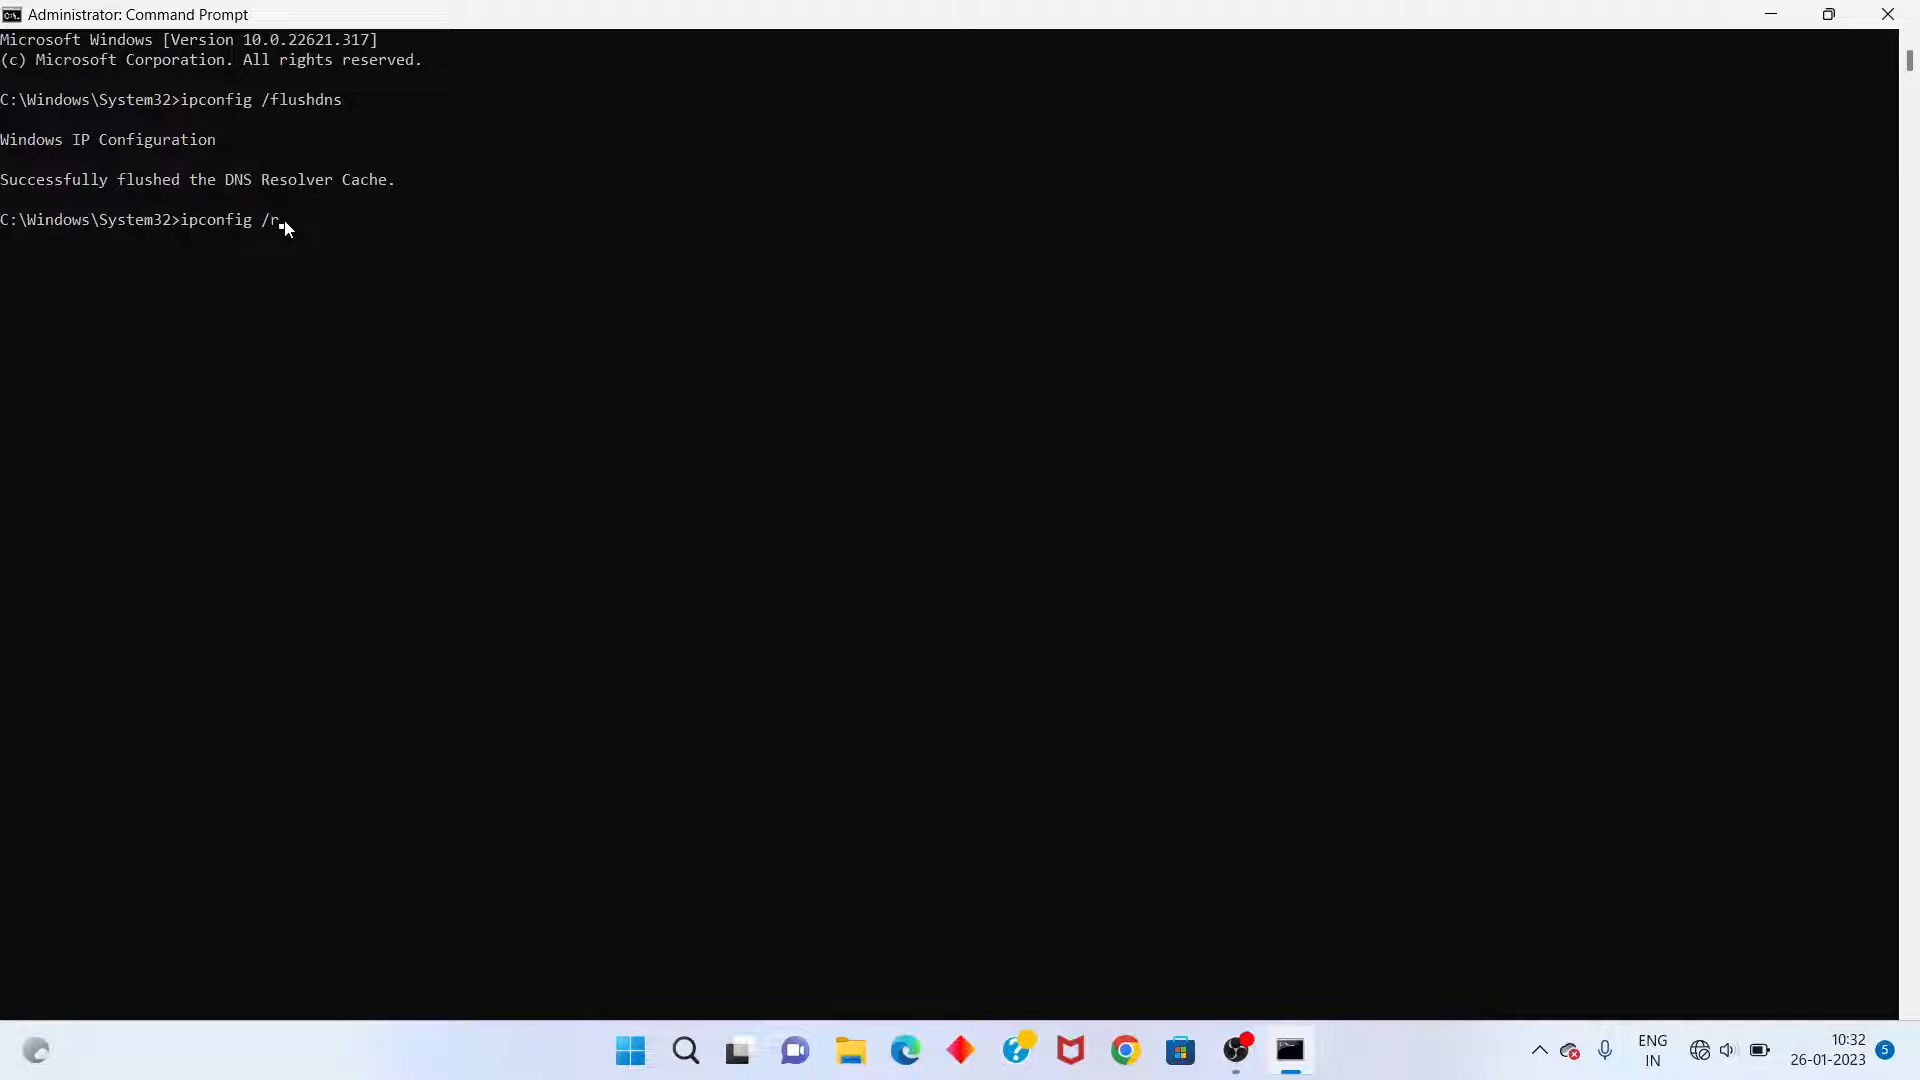 Administrator: Command Prompt
Microsoft Windows [Version 10.0.22621.317]
(c) Microsoft Corporation. All rights reserved.
C:\Windows\System32>ipconfig /flushdns
Windows IP Configuration
Successfully flushed the DNS Resolver Cache.
C:\Windows\System32>ipconfig /r
ENG
IN
10:32
26-01-2023
5